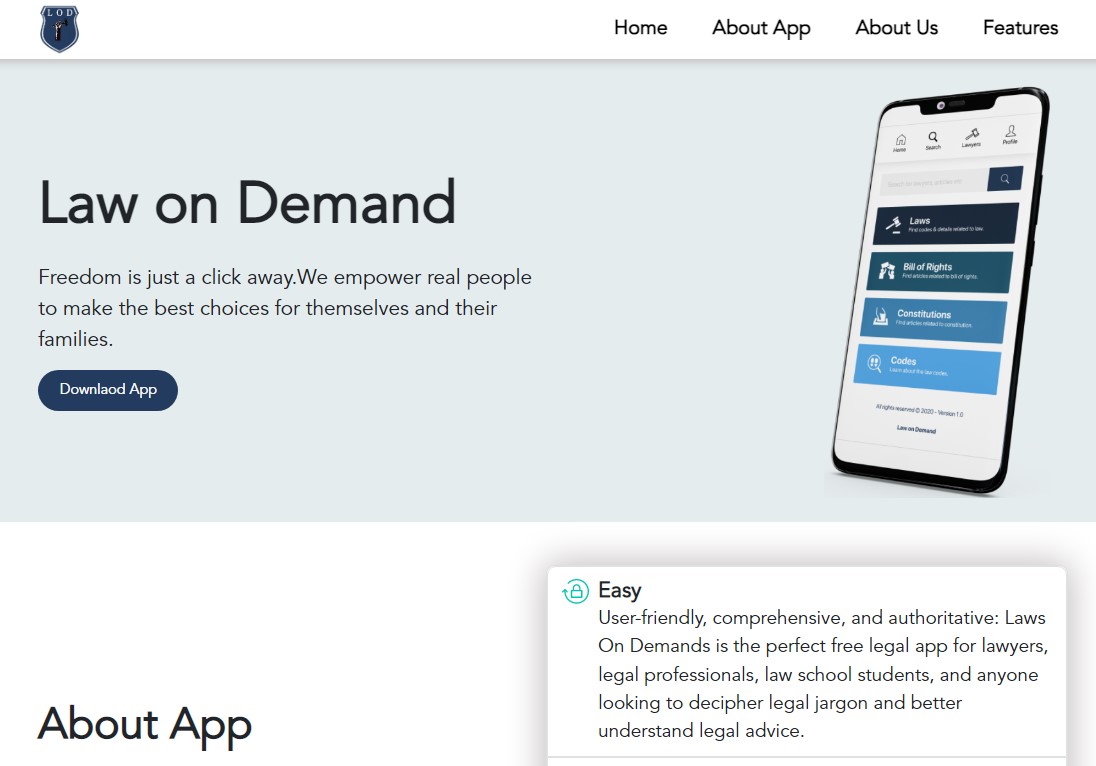 LOD
Home
About App
About Us
Features
Law on Demand
Freedom is just a click away.We empower real people
to make the best choices for themselves and their
families.
Downlaod App
Home
Search
Lawyers
Profile
Laws
Find codes & details related to law.
Bill of Rights
Find articles related to bill of rights.
Constitutions
Find articles related to constitution.
Codes
Learn about the law codes.
All rights reserved © 2020 - Version 1.0
Law on Demand
Easy
User-friendly, comprehensive, and authoritative: Laws
On Demands is the perfect free legal app for lawyers,
legal professionals, law school students, and anyone
looking to decipher legal jargon and better
understand legal advice.
About App